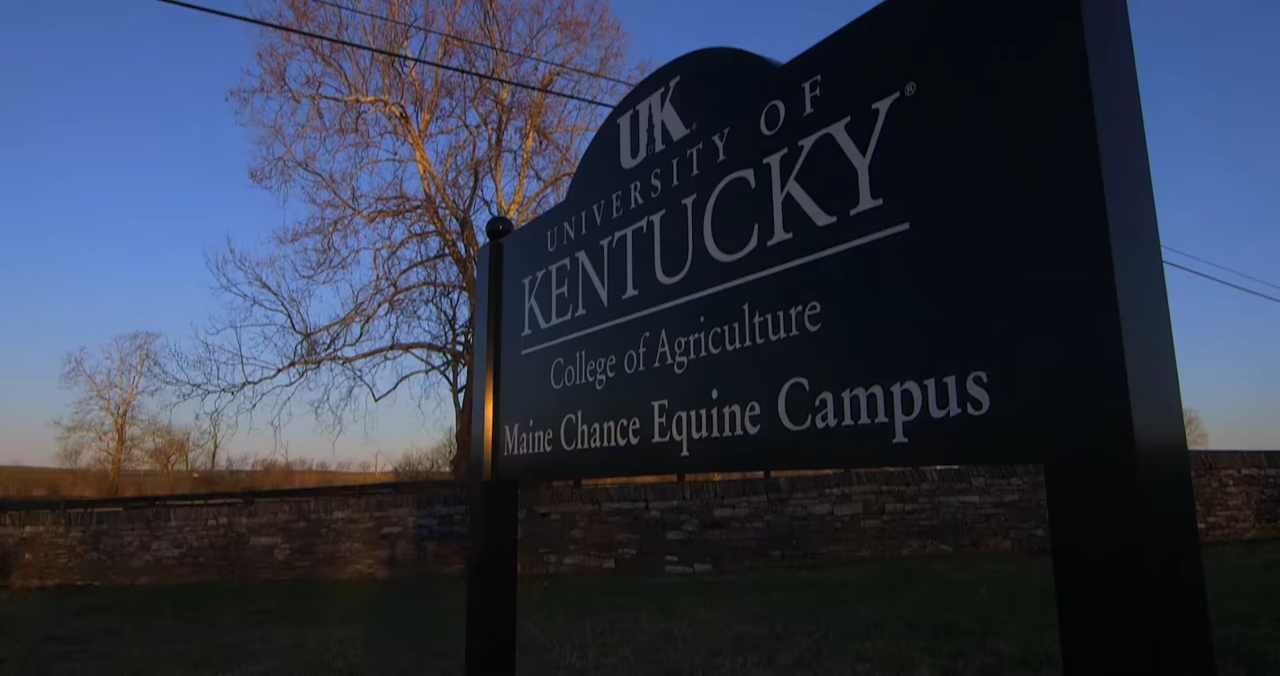 UK
UNIVERSITY OF
KENTUCKY®
College of Agriculture
Maine Chance Equine Campus